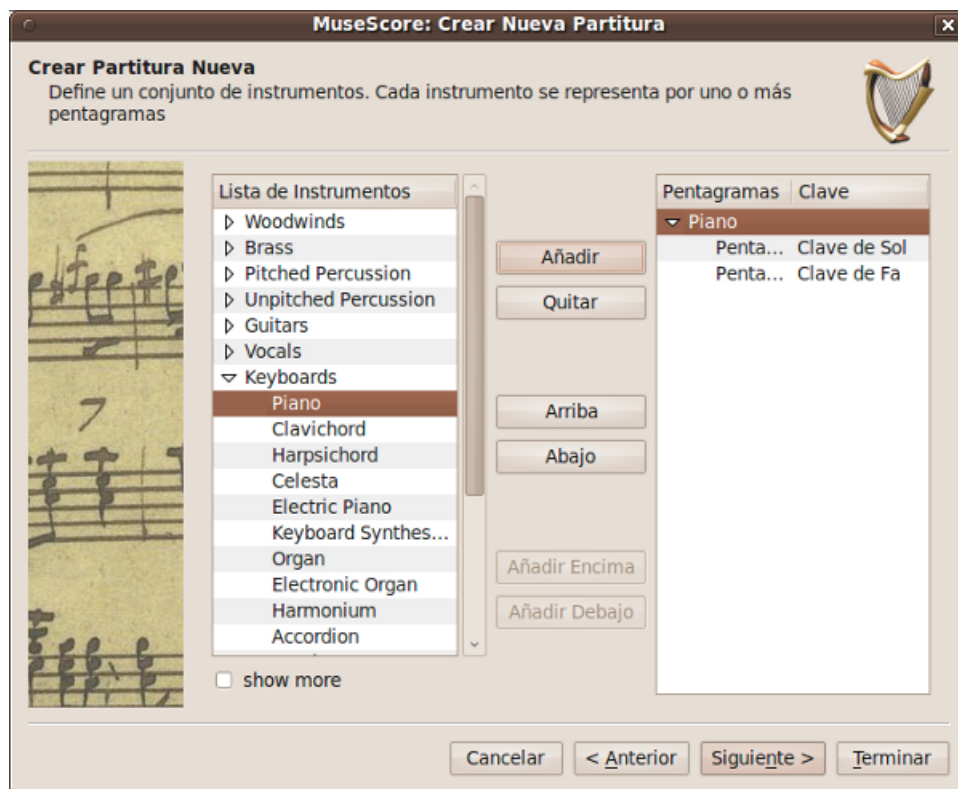 MuseScore: Crear Nueva Partitura
Crear Partitura Nueva
Define un conjunto de instrumentos. Cada instrumento se representa por uno o más
pentagramas
Lista de Instrumentos
Woodwinds
Brass
Pitched Percussion
Unpitched Percussion
Guitars
Vocals
Keyboards
Piano
Clavichord
Harpsichord
Celesta
Electric Piano
Keyboard Synthes...
Organ
Electronic Organ
Harmonium
Accordion
show more
Añadir
Quitar
Arriba
Abajo
Añadir Encima
Añadir Debajo
Pentagramas Clave
Piano
Penta... Clave de Sol
Penta... Clave de Fa
7
Cancelar
< Anterior
Siguiente >
Terminar